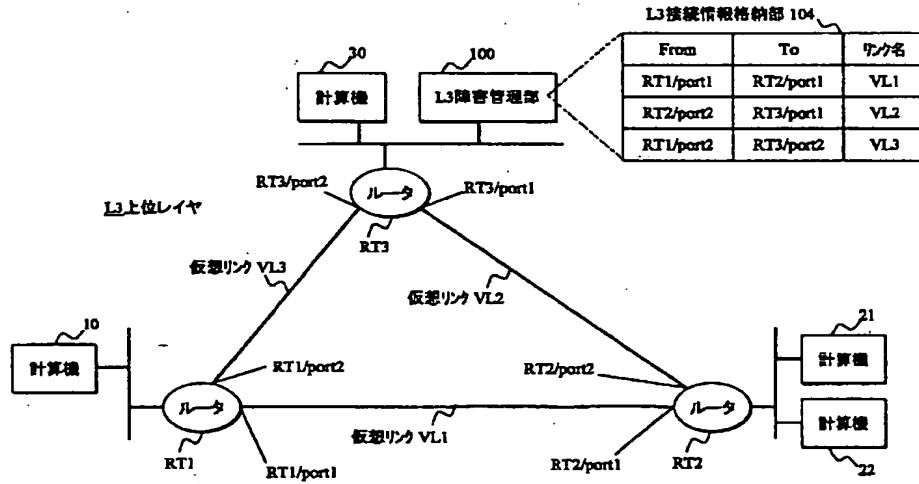 L3接続情報格納部 104
From To リンク名
RT1/port1 RT2/port1 VL1
RT2/port2 RT3/port1 VL2
RT1/port2 RT3/port2 VL3
30
100
計算機
L3障害管理部
RT3/port2
RT3/port1
ルータ
RT3
L3上位レイヤ
仮想リンク VL3
仮想リンク VL2
10
計算機
21
計算機
RT1/port2
RT2/port2
ルータ
ルータ
仮想リンク VL1
計算機
RT1
RT1/port1
RT2/port1
RT2
22